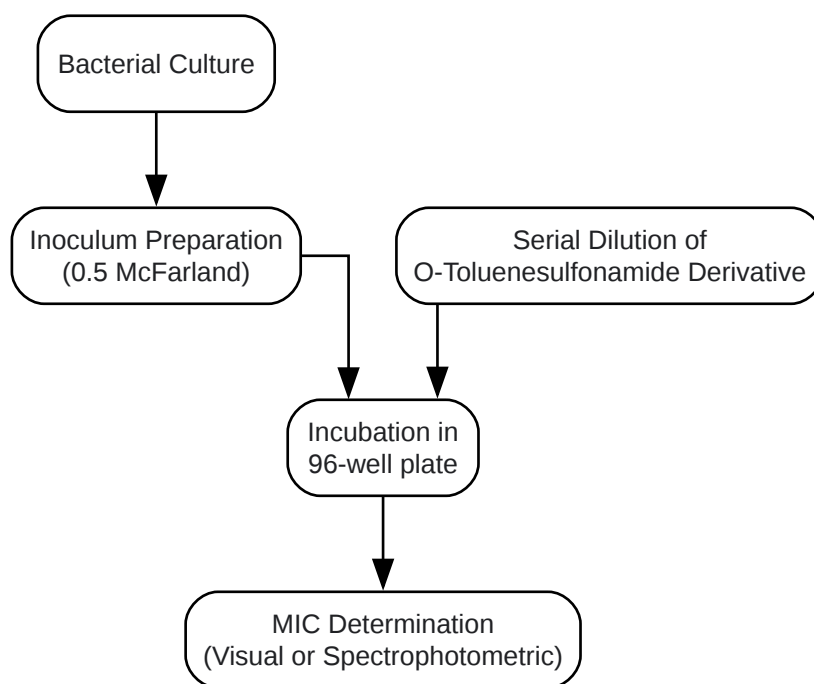 Bacterial Culture
Inoculum Preparation
(0.5 McFarland)
Serial Dilution of
O-Toluenesulfonamide Derivative
Incubation in
96-well plate
MIC Determination
(Visual or Spectrophotometric)